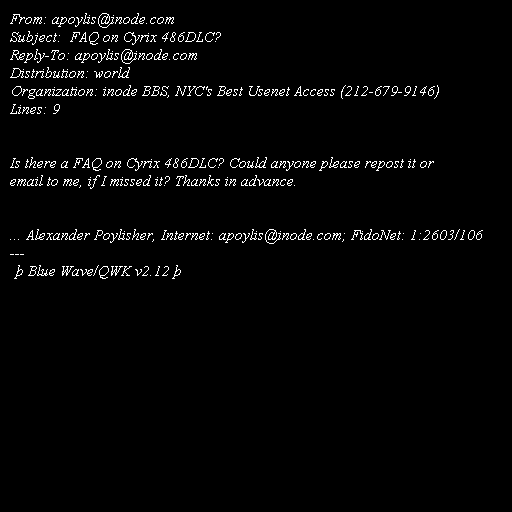 From: apoylis@inode.com
Subject:  FAQ on Cyrix 486DLC?
Reply-To: apoylis@inode.com
Distribution: world
Organization: inode BBS, NYC's Best Usenet Access (212-679-9146)
Lines: 9
Is there a FAQ on Cyrix 486DLC? Could anyone please repost it or
email to me, if I missed it? Thanks in advance.
... Alexander Poylisher, Internet: apoylis@inode.com; FidoNet: 1:2603/106
---
þ Blue Wave/QWK v2.12 þ